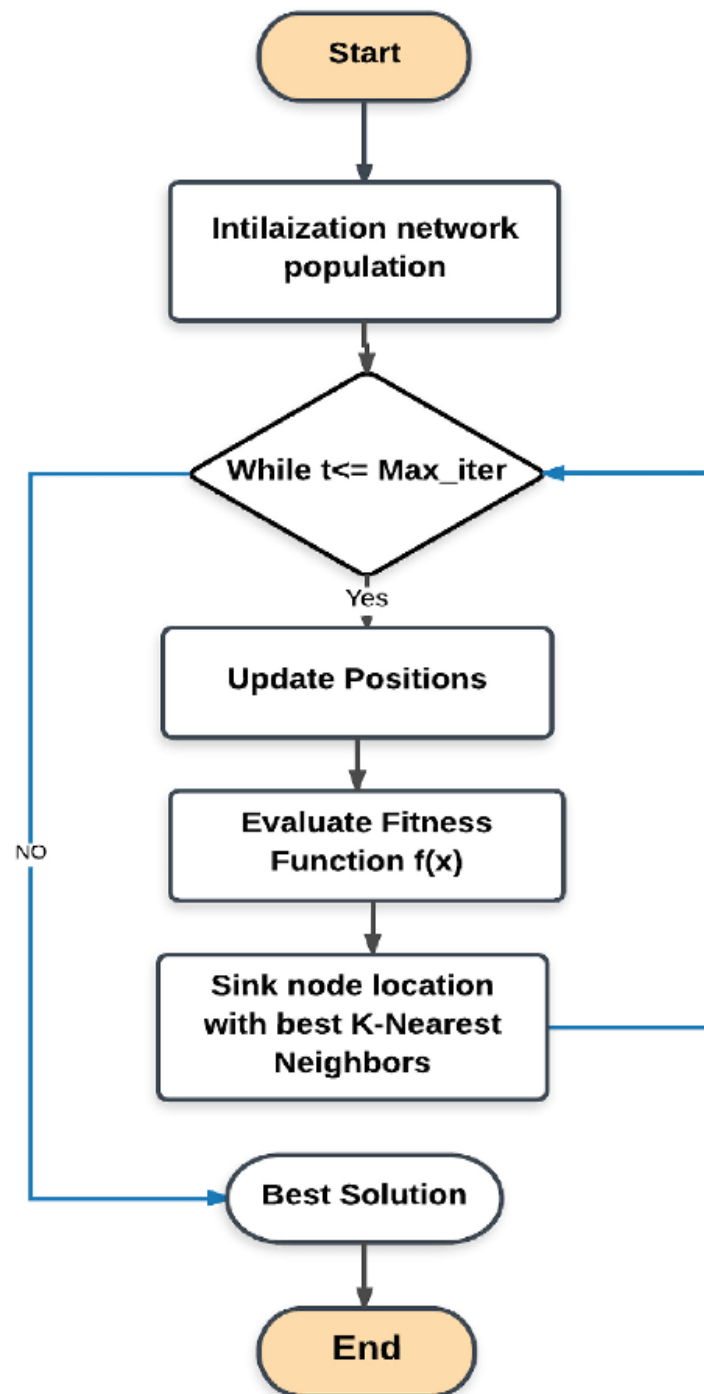 Start
Intilaization network
population
While t<= Max_iter
Yes
Update Positions
Evaluate Fitness
Function f(x)
NO
Sink node location
with best K-Nearest
Neighbors
Best Solution
End